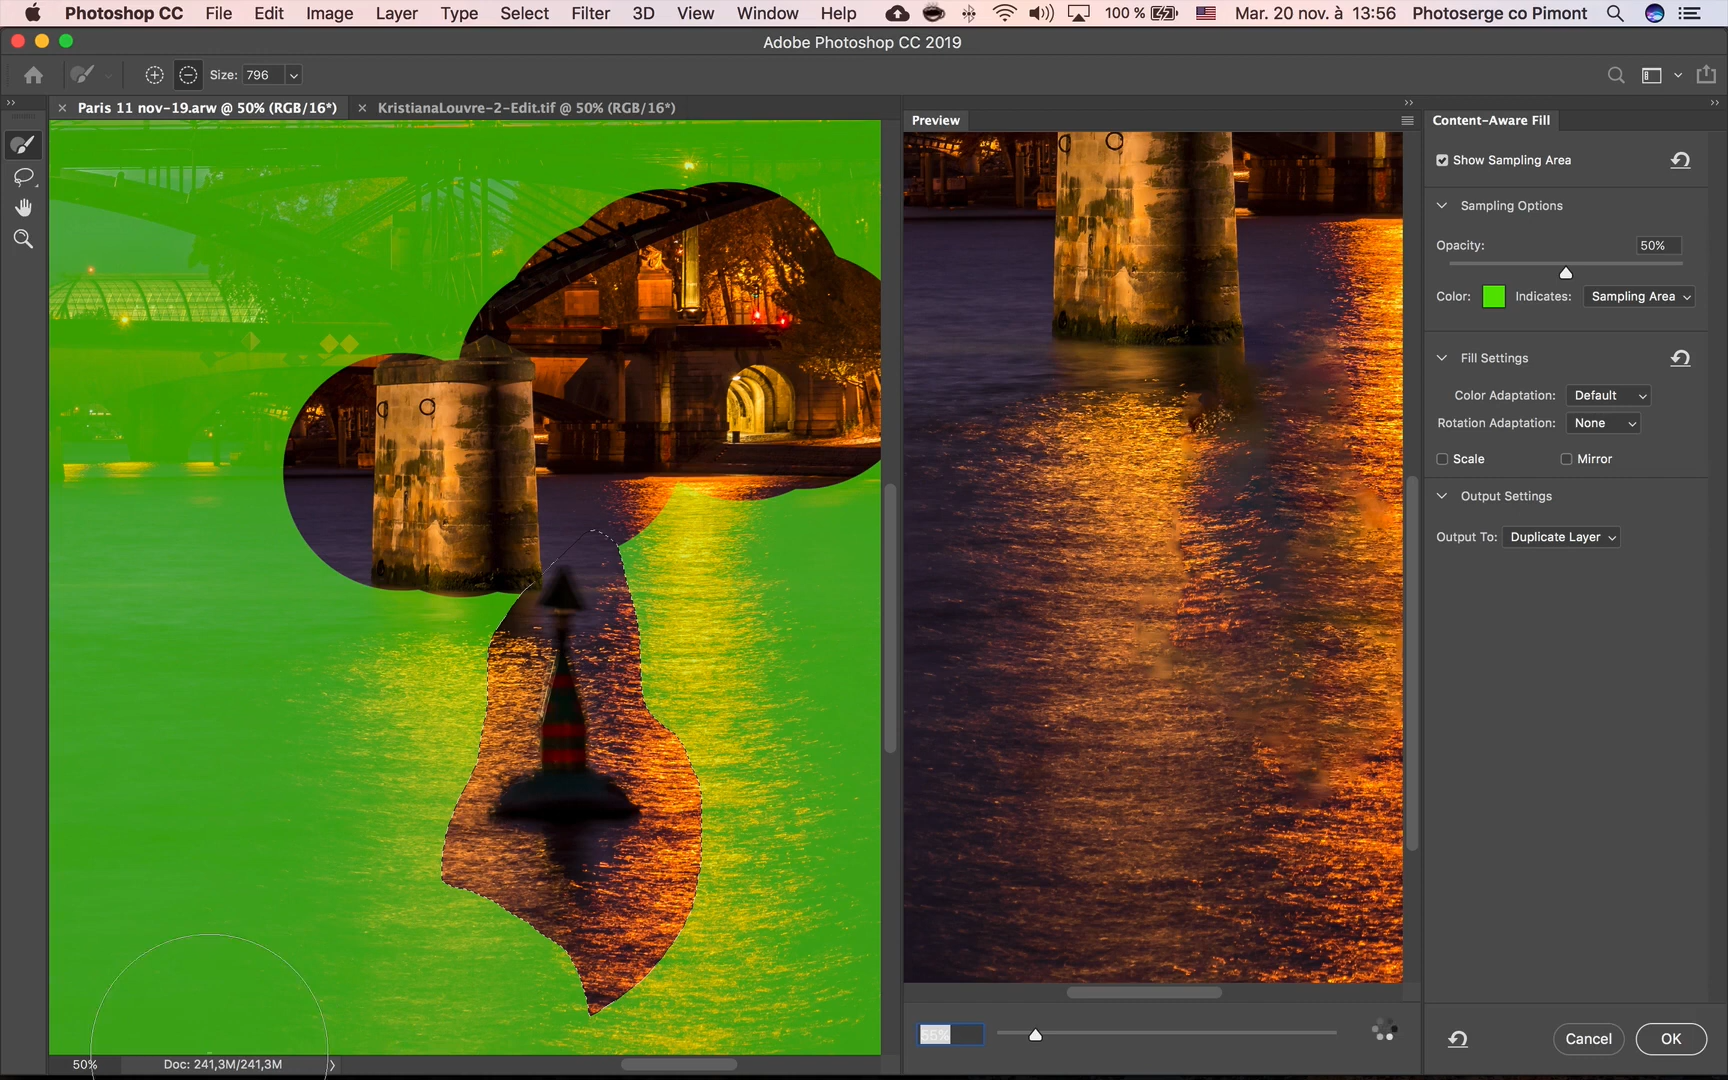 Photoshop CC File Edit Image Layer Type Select Filter 3D View Window Help 100 % Mar. 20 nov. à 13:56 Photoserge co Pimont
Adobe Photoshop CC 2019
Size: 796
Paris 11 nov-19.arw @ 50% (RGB/16*) KristianaLouvre-2-Edit.tif @ 50% (RGB/16*)
Preview
Content-Aware Fill
Show Sampling Area
Sampling Options
Opacity: 50%
Color: Indicates: Sampling Area
Fill Settings
Color Adaptation: Default
Rotation Adaptation: None
Scale Mirror
Output Settings
Output To: Duplicate Layer
65%
Cancel OK
50% Doc: 241,3M/241,3M